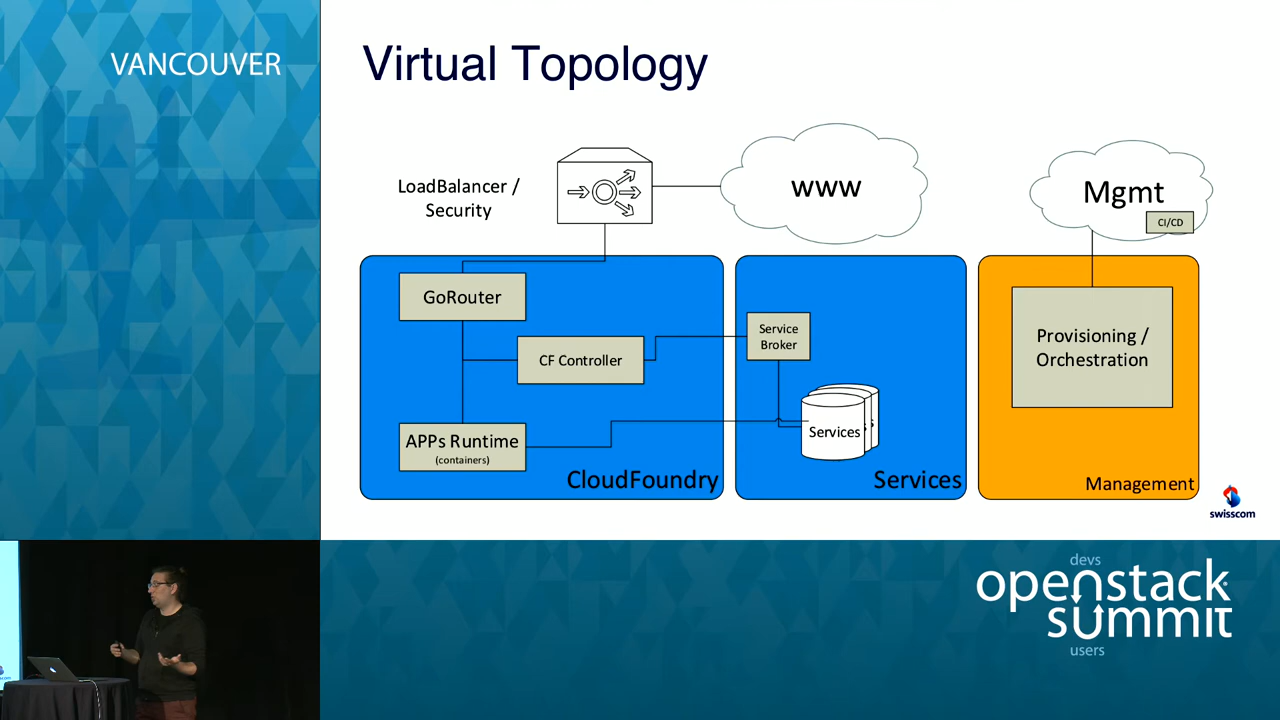 VANCOUVER
Virtual Topology
LoadBalancer /
Security
www
Mgmt
CI/CD
GoRouter
CF Controller
APPs Runtime
(containers)
CloudFoundry
Service
Broker
Services
Services
Provisioning /
Orchestration
Management
swisscom
devs
openstack
summit
users